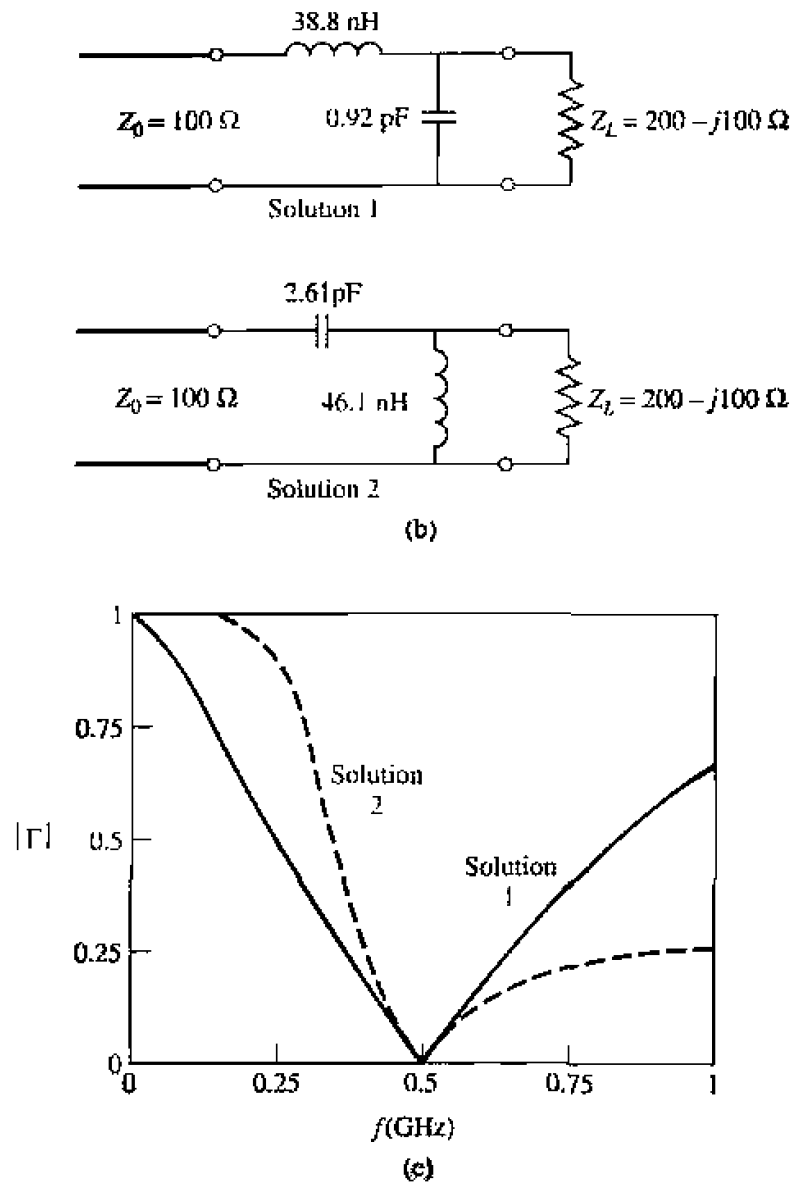 38.8 nH
Z0 = 100 Ω
0.92 pF
ZL = 200 − j100 Ω
Solution 1
2.61pF
Z0 = 100 Ω
46.1 nH
ZL = 200 − j100 Ω
Solution 2
(b)
1
0.75
Solution
2
|Γ|
0.5
Solution
1
0.25
0
0
0.25
0.5
0.75
1
f(GHz)
(c)